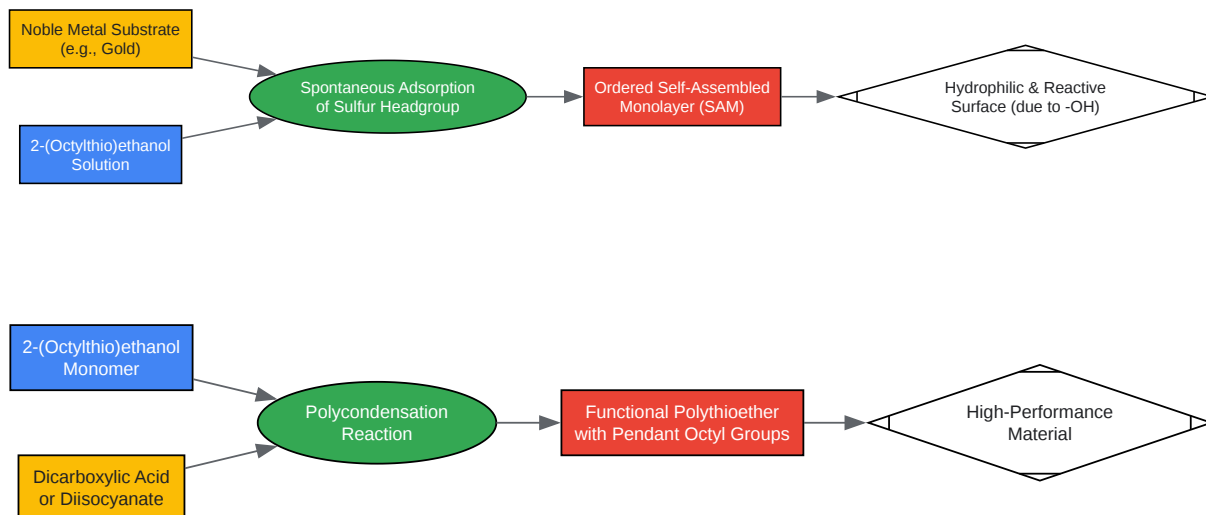 Noble Metal Substrate
(e.g., Gold)
2-(Octylthio)ethanol
Solution
Spontaneous Adsorption
of Sulfur Headgroup
Ordered Self-Assembled
Monolayer (SAM)
Hydrophilic & Reactive
Surface (due to -OH)
2-(Octylthio)ethanol
Monomer
Dicarboxylic Acid
or Diisocyanate
Polycondensation
Reaction
Functional Polythioether
with Pendant Octyl Groups
High-Performance
Material